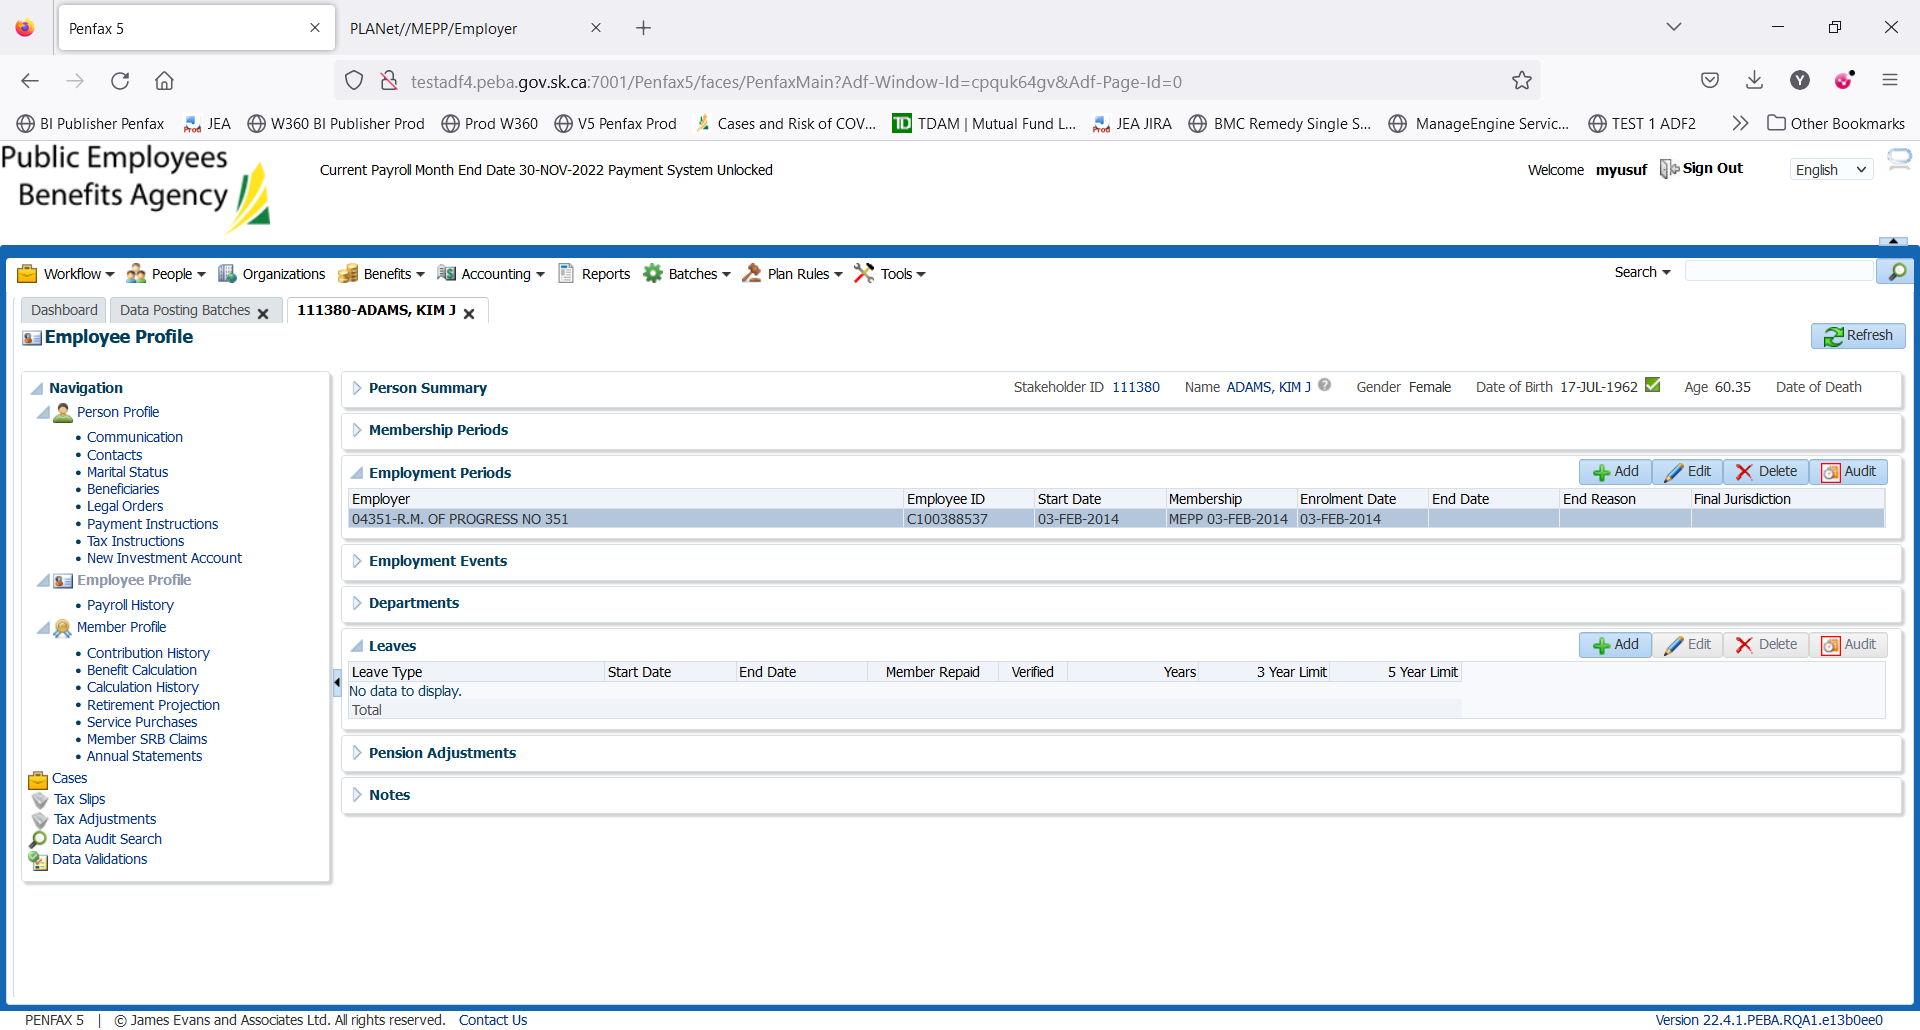 Penfax 5
PLANet//MEPP/Employer
testadf4.peba.gov.sk.ca:7001/Penfax5/faces/PenfaxMain?Adf-Window-Id=cpquk64gv&Adf-Page-Id=0
Y
BI Publisher Penfax
JEA
W360 BI Publisher Prod
Prod W360
V5 Penfax Prod
Cases and Risk of COV...
TDAM | Mutual Fund L...
JEA JIRA
BMC Remedy Single S...
ManageEngine Servic...
TEST 1 ADF2
Other Bookmarks
Public Employees
Benefits Agency
Current Payroll Month End Date 30-NOV-2022 Payment System Unlocked
Welcome myusuf Sign Out English
Workflow People Organizations Benefits Accounting Reports Batches Plan Rules Tools Search
Dashboard Data Posting Batches 111380-ADAMS, KIM J
Employee Profile
Refresh
Navigation
Person Profile
Communication
Contacts
Marital Status
Beneficiaries
Legal Orders
Payment Instructions
Tax Instructions
New Investment Account
Employee Profile
Payroll History
Member Profile
Contribution History
Benefit Calculation
Calculation History
Retirement Projection
Service Purchases
Member SRB Claims
Annual Statements
Cases
Tax Slips
Tax Adjustments
Data Audit Search
Data Validations
Person Summary Stakeholder ID 111380 Name ADAMS, KIM J Gender Female Date of Birth 17-JUL-1962 Age 60.35 Date of Death
Membership Periods
Employment Periods Add Edit Delete Audit
Employer Employee ID Start Date Membership Enrolment Date End Date End Reason Final Jurisdiction
04351-R.M. OF PROGRESS NO 351 C100388537 03-FEB-2014 MEPP 03-FEB-2014 03-FEB-2014
Employment Events
Departments
Leaves Add Edit Delete Audit
Leave Type Start Date End Date Member Repaid Verified Years 3 Year Limit 5 Year Limit
No data to display.
Total
Pension Adjustments
Notes
PENFAX 5 | © James Evans and Associates Ltd. All rights reserved. Contact Us
Version 22.4.1.PEBA.RQA1.e13b0ee0